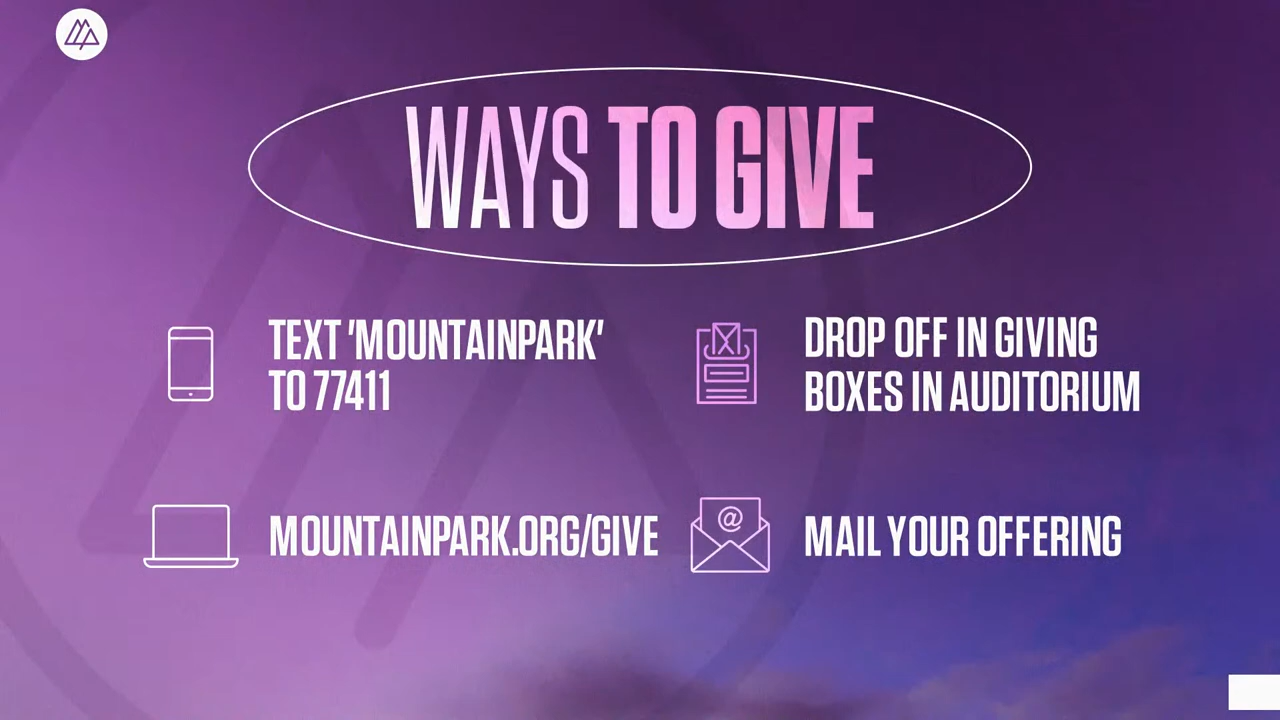 WAYS TO GIVE
TEXT 'MOUNTAINPARK'
TO 77411
DROP OFF IN GIVING
BOXES IN AUDITORIUM
MOUNTAINPARK.ORG/GIVE
@
MAIL YOUR OFFERING